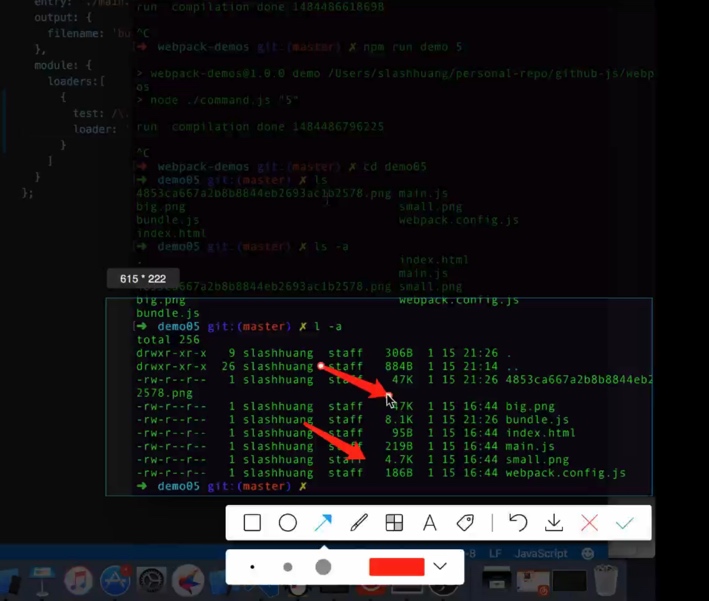 entry: './main.
output: {
filename: 'bu
},
module: {
loaders:[
{
test: /\
loader: '
}
]
}
};
run  compilation done 1484486618698
^C
➜  webpack-demos git:(master) ✗ npm run demo 5
> webpack-demos@1.0.0 demo /Users/slashhuang/personal-repo/github-js/webp
os
> node ./command.js "5"
run  compilation done 1484486796225
^C
➜  webpack-demos git:(master) ✗ cd demo05
➜  demo05 git:(master) ✗ ls
4853ca667a2b8b8844eb2693ac1b2578.png main.js
big.png small.png
bundle.js webpack.config.js
index.html
➜  demo05 git:(master) ✗ ls -a
. index.html
main.js
4853ca667a2b8b8844eb2693ac1b2578.png small.png
big.png webpack.config.js
bundle.js
615 * 222
➜  demo05 git:(master) ✗ l -a
total 256
drwxr-xr-x   9 slashhuang  staff   306B  1 15 21:26 .
drwxr-xr-x  26 slashhuang  staff   884B  1 15 21:14 ..
-rw-r--r--   1 slashhuang  staff    47K  1 15 21:26 4853ca667a2b8b8844eb2
2578.png
-rw-r--r--   1 slashhuang  staff    47K  1 15 16:44 big.png
-rw-r--r--   1 slashhuang  staff   8.1K  1 15 21:26 bundle.js
-rw-r--r--   1 slashhuang  staff    95B  1 15 16:44 index.html
-rw-r--r--   1 slashhuang  staff   219B  1 15 16:44 main.js
-rw-r--r--   1 slashhuang  staff   4.7K  1 15 16:44 small.png
-rw-r--r--   1 slashhuang  staff   186B  1 15 16:44 webpack.config.js
➜  demo05 git:(master) ✗
A
-8 LF JavaScript